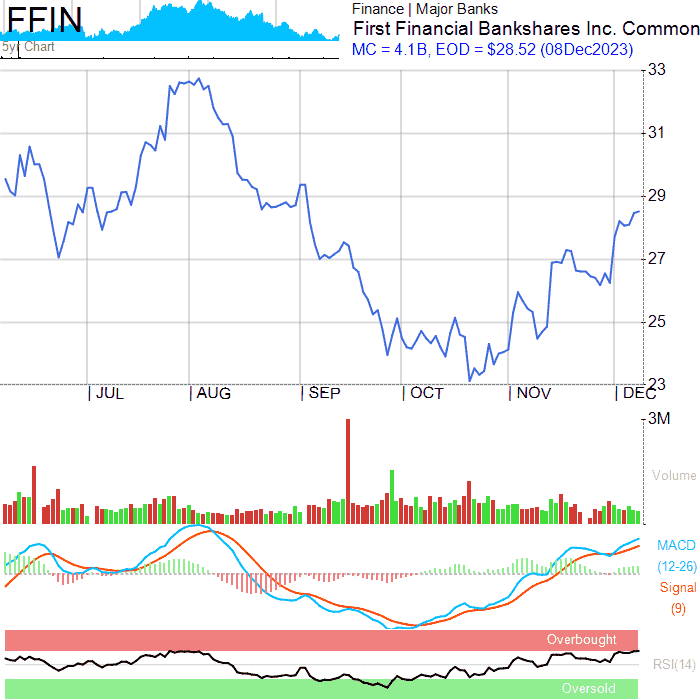 FFIN
5yr Chart
Finance | Major Banks
First Financial Bankshares Inc. Common
MC = 4.1B, EOD = $28.52 (08Dec2023)
33
31
29
27
25
23
JUL AUG SEP OCT NOV DEC
3M
Volume
MACD
(12-26)
Signal
(9)
Overbought
RSI(14)
Oversold